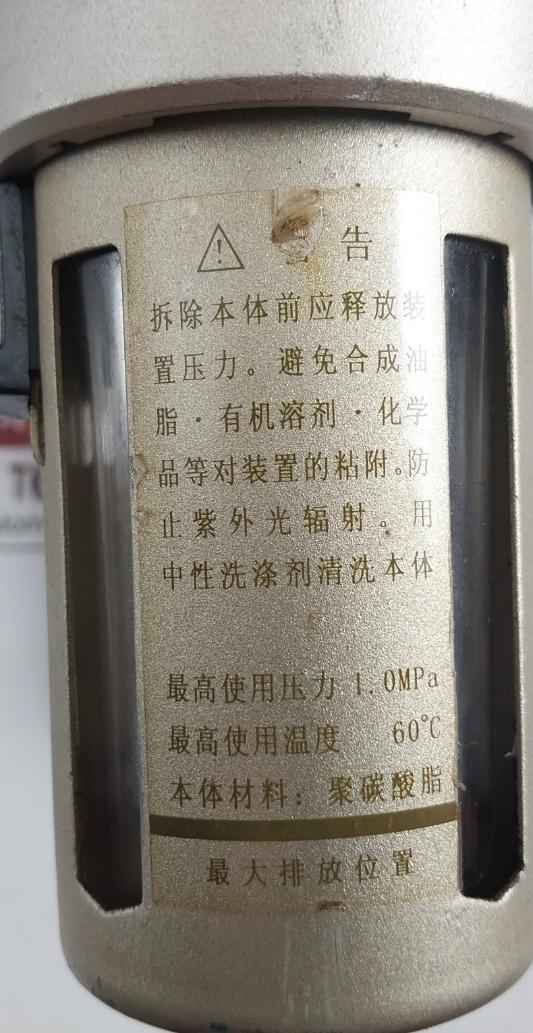 告
拆除本体前应释放装
置压力。避免合成油
脂·有机溶剂·化学
品等对装置的粘附。防
止紫外光辐射。用
中性洗涤剂清洗本体
最高使用压力 1.0MPa
最高使用温度 60℃
本体材料：聚碳酸脂
最大排放位置